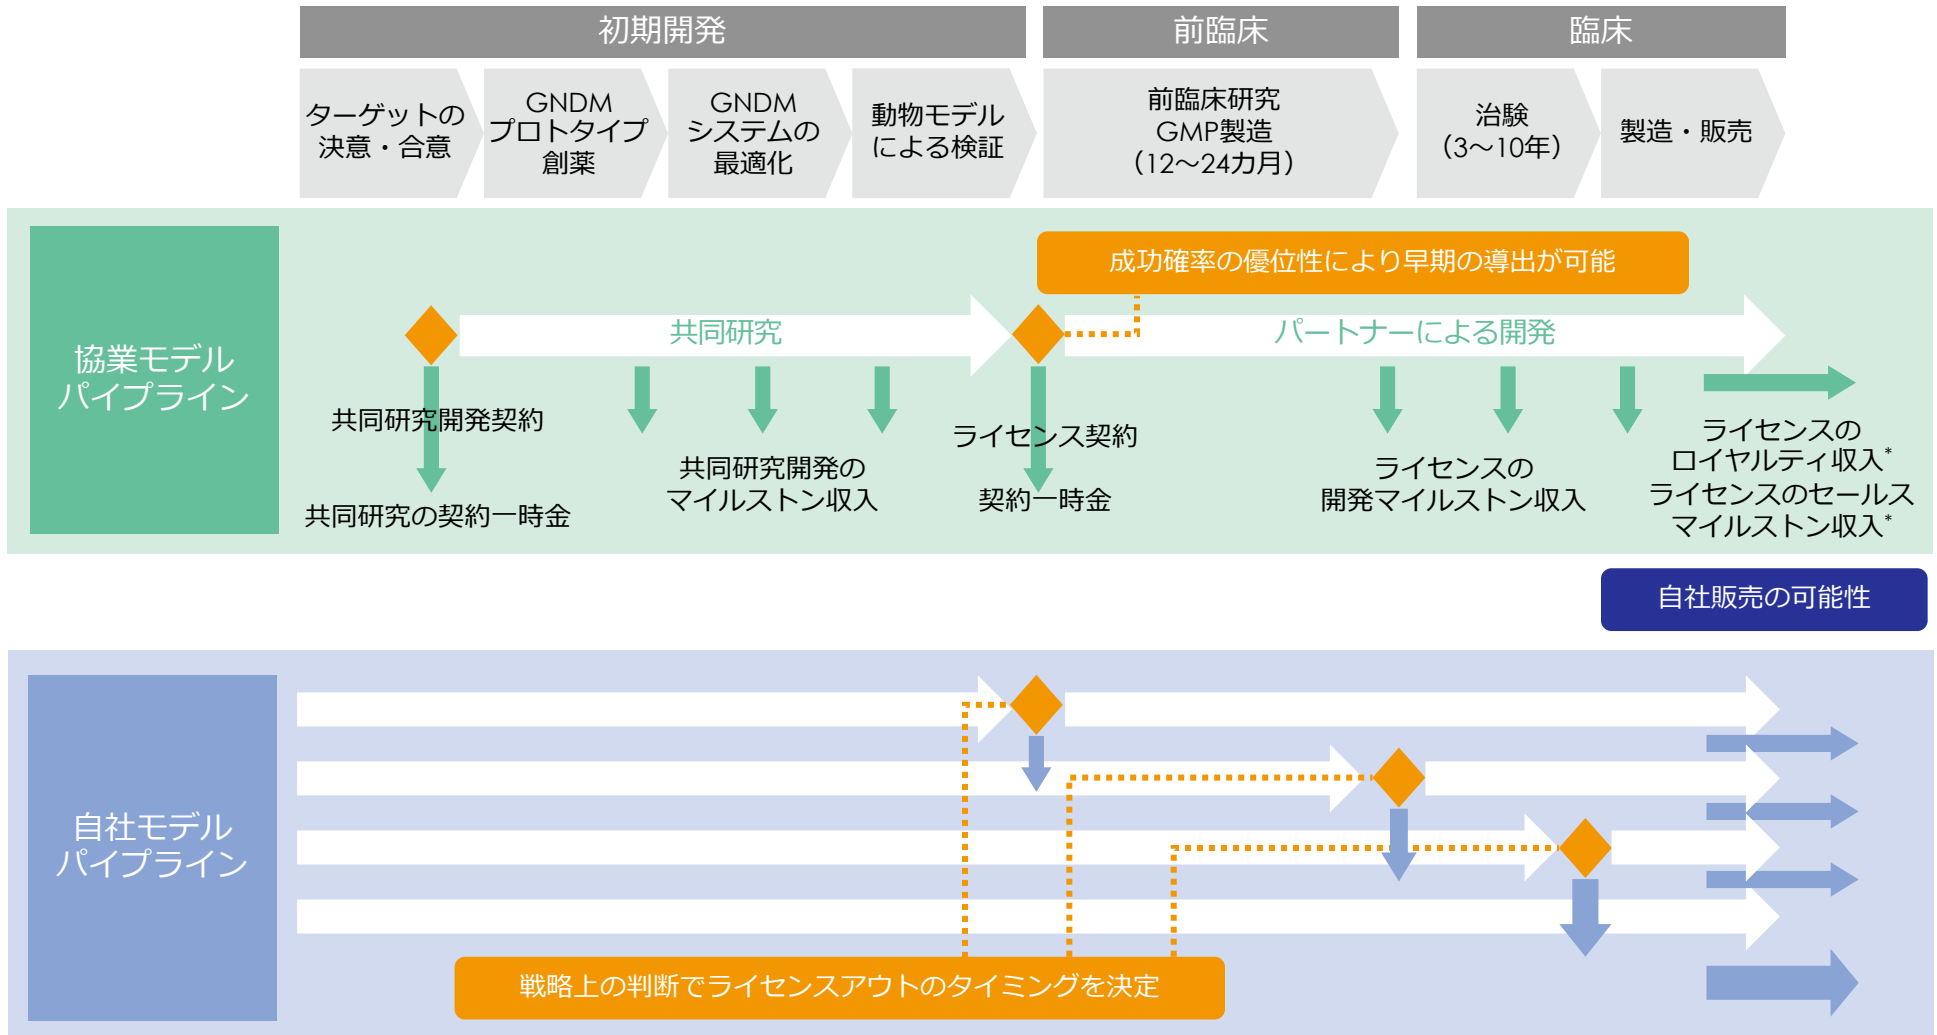 初期開発
前臨床
臨床
ターゲットの
決意・合意
GNDM
プロトタイプ
創薬
GNDM
システムの
最適化
動物モデル
による検証
前臨床研究
GMP製造
（12～24カ月）
治験
（3～10年）
製造・販売
協業モデル
パイプライン
成功確率の優位性により早期の導出が可能
共同研究
パートナーによる開発
共同研究開発契約
共同研究の契約一時金
共同研究開発の
マイルストン収入
ライセンス契約
契約一時金
ライセンスの
開発マイルストン収入
ライセンスの
ロイヤルティ収入*
ライセンスのセールス
マイルストン収入*
自社販売の可能性
自社モデル
パイプライン
戦略上の判断でライセンスアウトのタイミングを決定